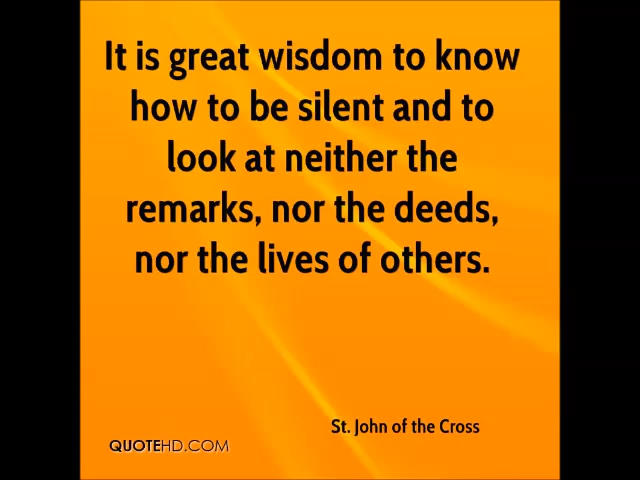 It is great wisdom to know
how to be silent and to
look at neither the
remarks, nor the deeds,
nor the lives of others.
St. John of the Cross
QUOTEHD.COM